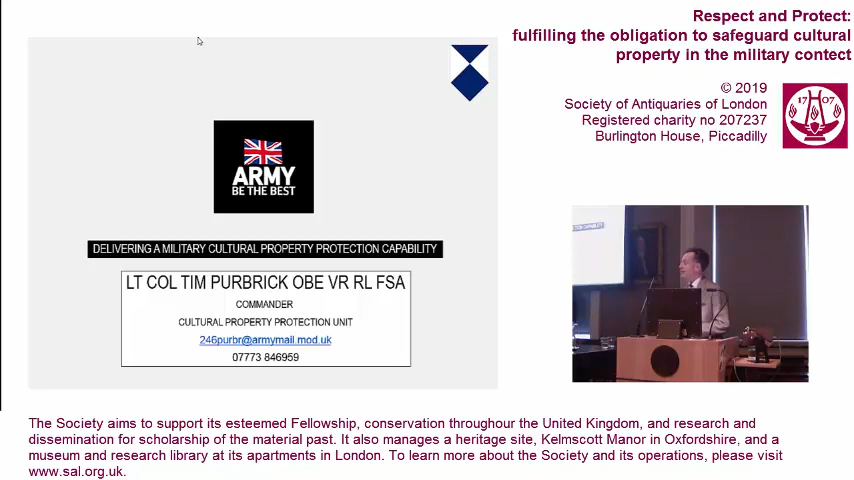 Respect and Protect:
fulfilling the obligation to safeguard cultural
property in the military contect
© 2019
Society of Antiquaries of London
Registered charity no 207237
Burlington House, Piccadilly
17 07
ARMY
BE THE BEST
DELIVERING A MILITARY CULTURAL PROPERTY PROTECTION CAPABILITY
LT COL TIM PURBRICK OBE VR RL FSA
COMMANDER
CULTURAL PROPERTY PROTECTION UNIT
246purbr@armymail.mod.uk
07773 846959
The Society aims to support its esteemed Fellowship, conservation throughour the United Kingdom, and research and
dissemination for scholarship of the material past. It also manages a heritage site, Kelmscott Manor in Oxfordshire, and a
museum and research library at its apartments in London. To learn more about the Society and its operations, please visit
www.sal.org.uk.